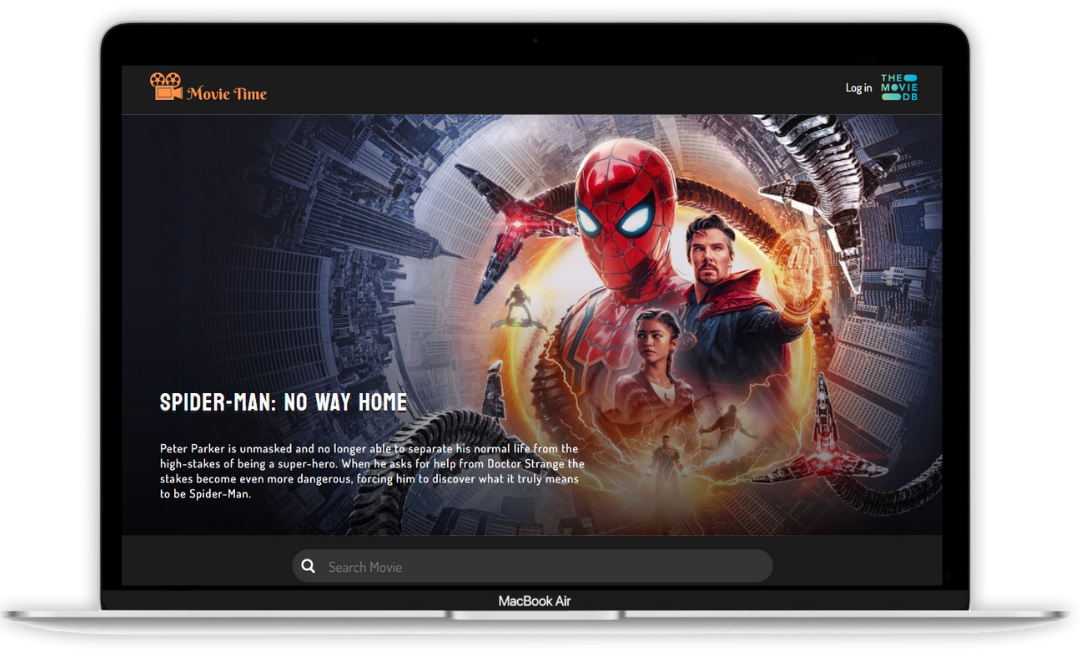 Movie Time
Log in
THE
MOVIE
DB
SPIDER-MAN: NO WAY HOME
Peter Parker is unmasked and no longer able to separate his normal life from the
high-stakes of being a super-hero. When he asks for help from Doctor Strange the
stakes become even more dangerous, forcing him to discover what it truly means
to be Spider-Man.
Search Movie
MacBook Air